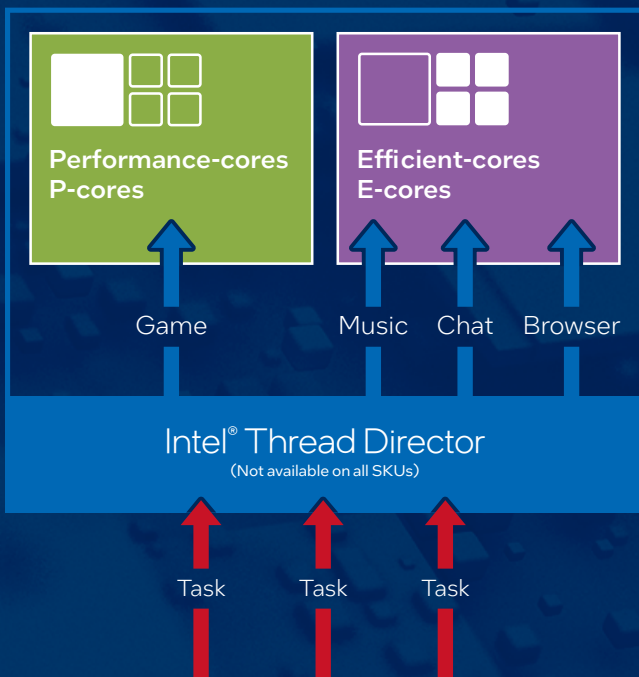 Performance-cores
P-cores
Efficient-cores
E-cores
Game
Music
Chat
Browser
Intel® Thread Director
(Not available on all SKUs)
Task
Task
Task